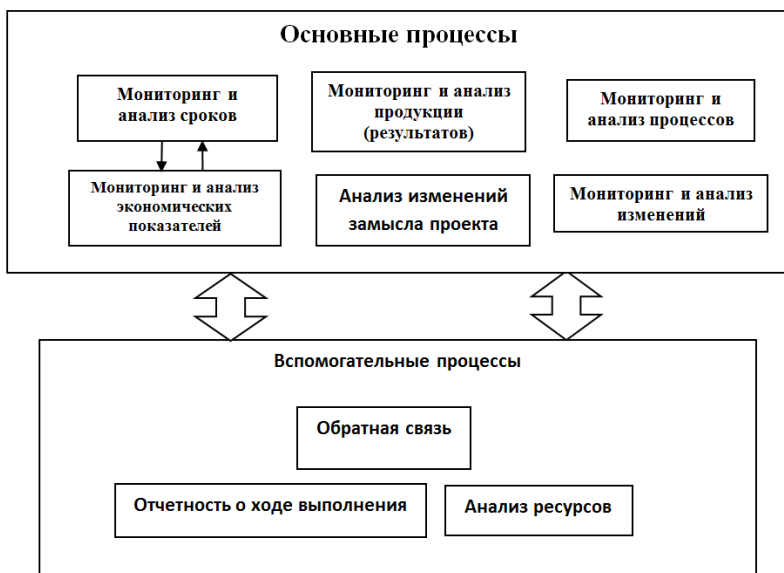 Основные процессы
Мониторинг и
анализ сроков
Мониторинг и анализ
продукции
(результатов)
Мониторинг и
анализ процессов
Мониторинг и анализ
экономических
показателей
Анализ изменений
замысла проекта
Мониторинг и анализ
изменений
Вспомогательные процессы
Обратная связь
Отчетность о ходе выполнения
Анализ ресурсов